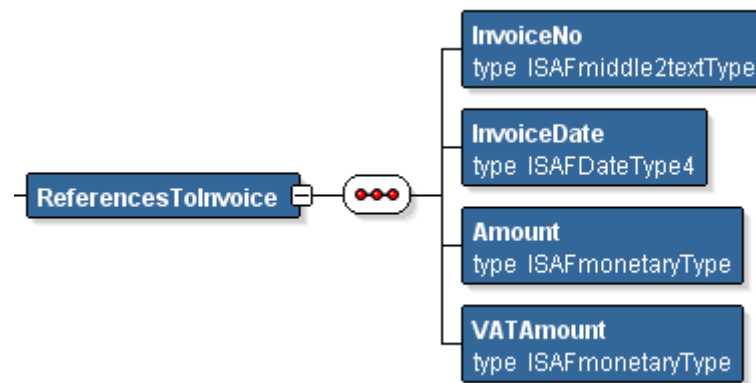 InvoiceNo
type ISAFmiddle2textType
InvoiceDate
type ISAFDateType4
ReferencesToInvoice
Amount
type ISAFmonetaryType
VATAmount
type ISAFmonetaryType